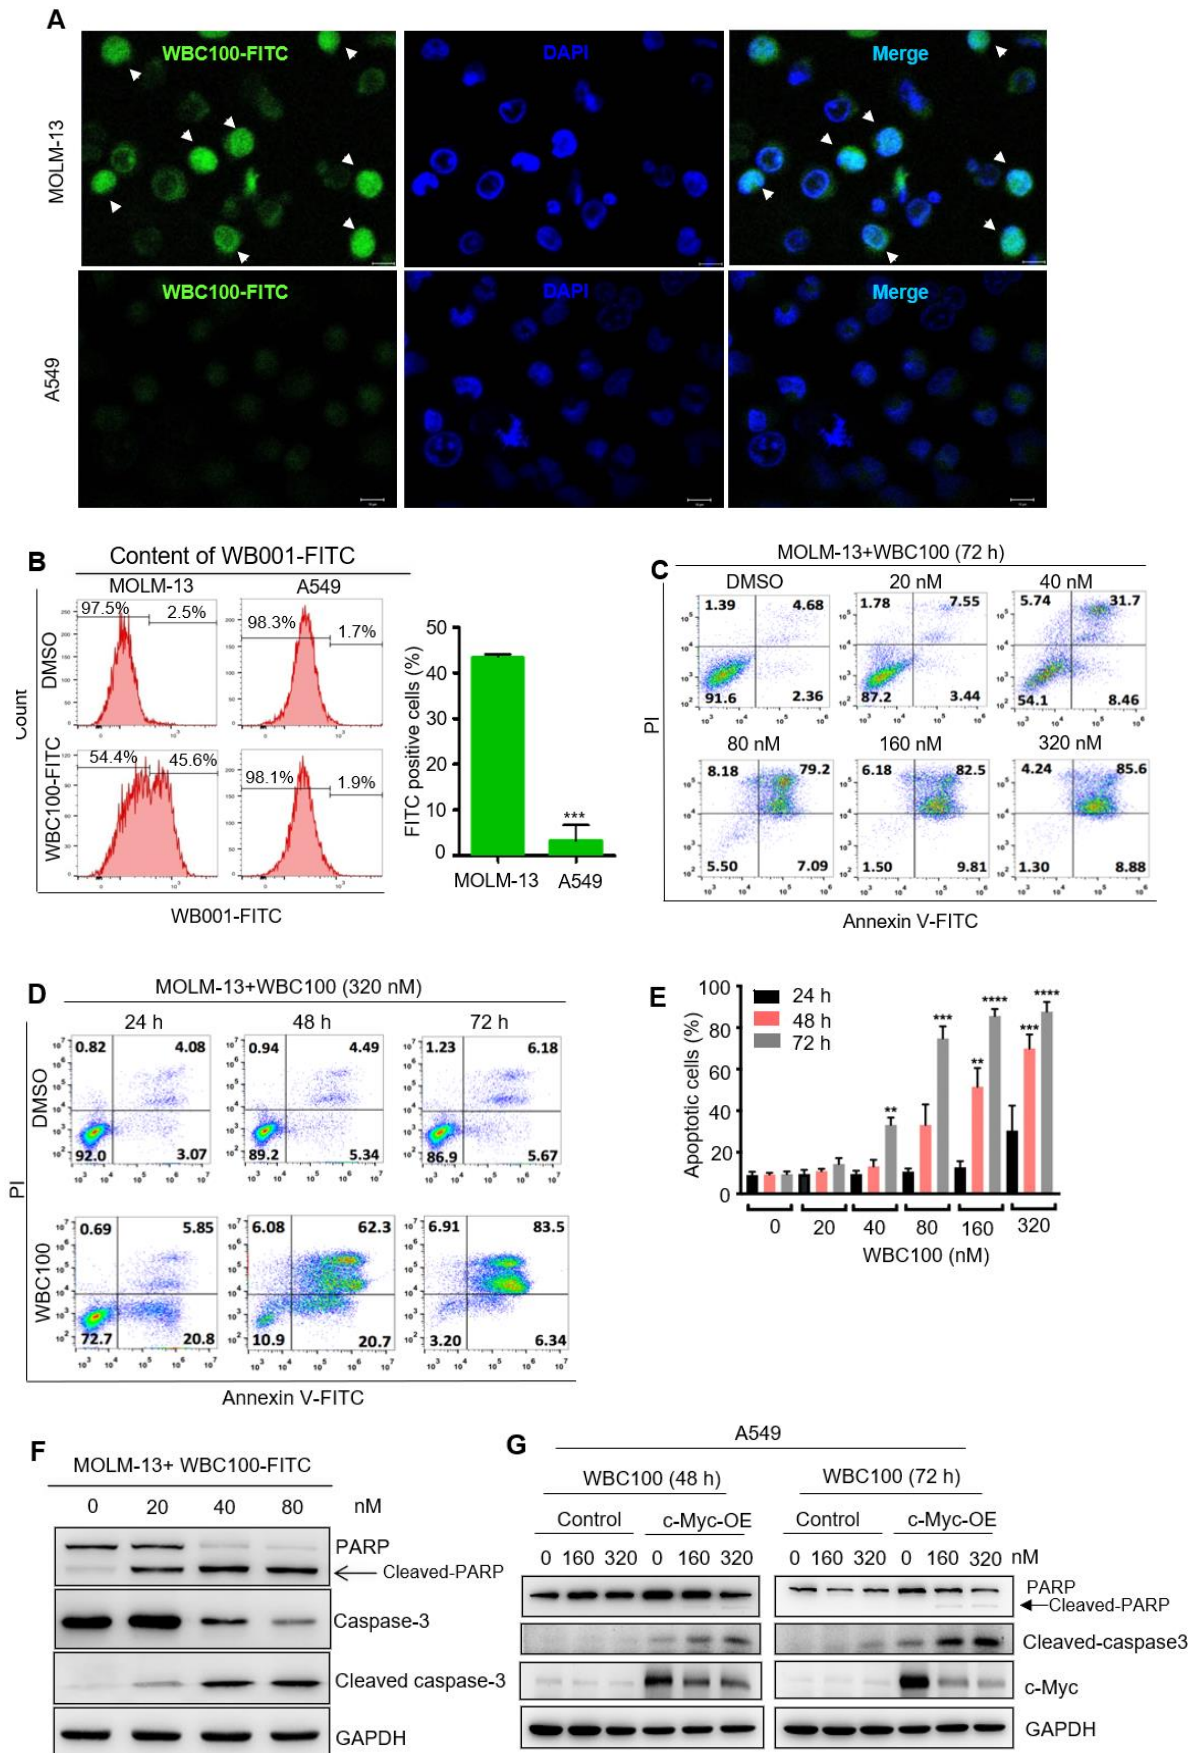 A
WBC100-FITC DAPI Merge
MOLM-13
WBC100-FITC DAPI Merge
A549
B
Content of WB001-FITC
MOLM-13 A549
Count
DMSO
97.5% 2.5% 98.3% 1.7%
WBC100-FITC
54.4% 45.6% 98.1% 1.9%
WB001-FITC
FITC positive cells (%)
50
40
30
20
10
0
***
MOLM-13 A549
C
MOLM-13+WBC100 (72 h)
DMSO 20 nM 40 nM
1.39 4.68 1.78 7.55 5.74 31.7
91.6 2.36 87.2 3.44 54.1 8.46
PI
80 nM 160 nM 320 nM
8.18 79.2 6.18 82.5 4.24 85.6
5.50 7.09 1.50 9.81 1.30 8.88
Annexin V-FITC
D
MOLM-13+WBC100 (320 nM)
24 h 48 h 72 h
DMSO
0.82 4.08 0.94 4.49 1.23 6.18
92.0 3.07 89.2 5.34 86.9 5.67
PI
WBC100
0.69 5.85 6.08 62.3 6.91 83.5
72.7 20.8 10.9 20.7 3.20 6.34
Annexin V-FITC
E
Apoptotic cells (%)
100
80
60
40
20
0
24 h
48 h
72 h
** *** ** **** *** ****
0 20 40 80 160 320
WBC100 (nM)
F
MOLM-13+ WBC100-FITC
0 20 40 80 nM
PARP
Cleaved-PARP
Caspase-3
Cleaved caspase-3
GAPDH
G
A549
WBC100 (48 h) WBC100 (72 h)
Control c-Myc-OE Control c-Myc-OE
0 160 320 0 160 320 0 160 320 0 160 320 nM
PARP
Cleaved-PARP
Cleaved-caspase3
c-Myc
GAPDH